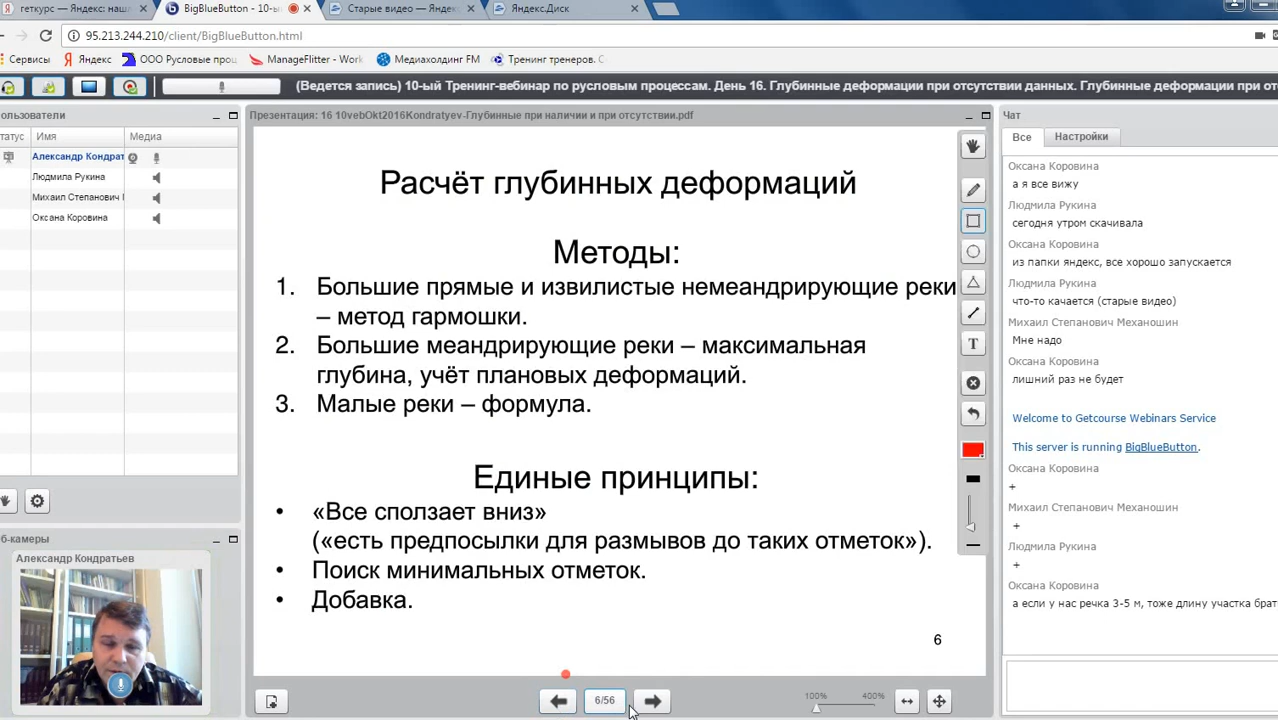 геткурс — Яндекс: наш
BigBlueButton - 10-ы
Старые видео — Яндекс
Яндекс.Диск
95.213.244.210/client/BigBlueButton.html
Сервисы
Яндекс
ООО Русловые проц
ManageFlitter - Work
Медиахолдинг FM
Тренинг тренеров. С
(Ведется запись) 10-ый Тренинг-вебинар по русловым процессам. День 16. Глубинные деформации при отсутствии данных. Глубинные деформации при от
ользователи
татус Имя Медиа
Александр Кондрат
Людмила Рукина
Михаил Степанович
Оксана Коровина
б-камеры
Александр Кондратьев
Презентация: 16 10vebOkt2016Kondratyev-Глубинные при наличии и при отсутствии.pdf
Расчёт глубинных деформаций
Методы:
1. Большие прямые и извилистые немеандрирующие реки
– метод гармошки.
2. Большие меандрирующие реки – максимальная
глубина, учёт плановых деформаций.
3. Малые реки – формула.
Единые принципы:
• «Все сползает вниз»
(«есть предпосылки для размывов до таких отметок»).
• Поиск минимальных отметок.
• Добавка.
6
T
6/56
100% 400%
Чат
Все Настройки
Оксана Коровина
а я все вижу
Людмила Рукина
сегодня утром скачивала
Оксана Коровина
из папки яндекс, все хорошо запускается
Людмила Рукина
что-то качается (старые видео)
Михаил Степанович Механошин
Мне надо
Оксана Коровина
лишний раз не будет
Welcome to Getcourse Webinars Service
This server is running BigBlueButton.
Оксана Коровина
+
Михаил Степанович Механошин
+
Людмила Рукина
+
Оксана Коровина
а если у нас речка 3-5 м, тоже длину участка брат